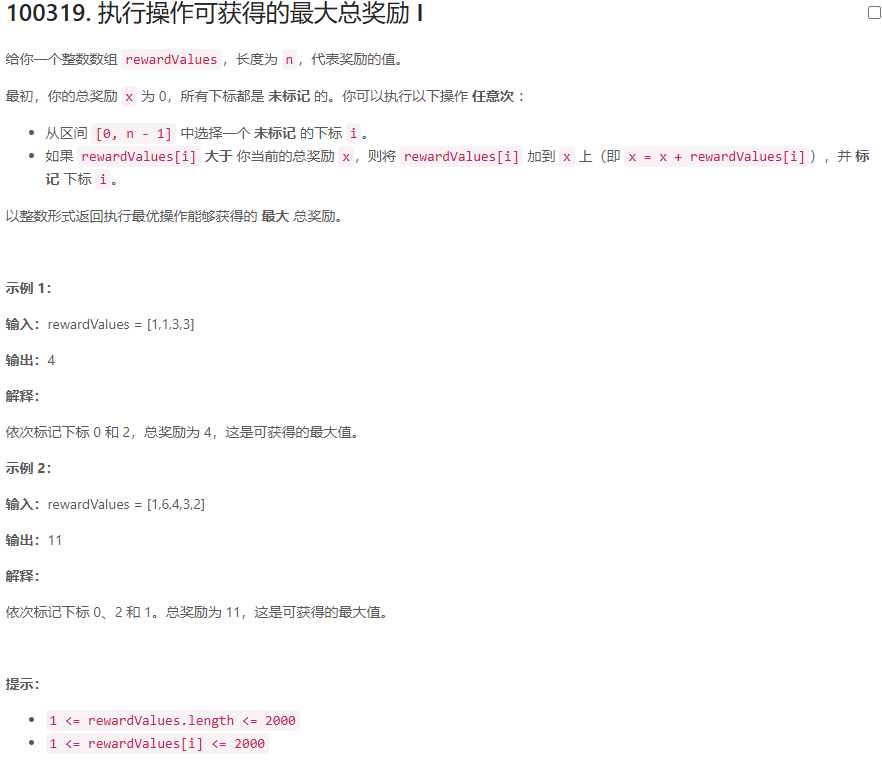 100319. 执行操作可获得的最大总奖励 I
给你一个整数数组 rewardValues，长度为 n，代表奖励的值。
最初，你的总奖励 x 为 0，所有下标都是 未标记 的。你可以执行以下操作 任意次 ：
• 从区间 [0, n - 1] 中选择一个 未标记 的下标 i。
• 如果 rewardValues[i] 大于 你当前的总奖励 x，则将 rewardValues[i] 加到 x 上（即 x = x + rewardValues[i]），并 标
记 下标 i。
以整数形式返回执行最优操作能够获得的 最大 总奖励。
示例 1：
输入：rewardValues = [1,1,3,3]
输出：4
解释：
依次标记下标 0 和 2，总奖励为 4，这是可获得的最大值。
示例 2：
输入：rewardValues = [1,6,4,3,2]
输出：11
解释：
依次标记下标 0、2 和 1。总奖励为 11，这是可获得的最大值。
提示：
• 1 <= rewardValues.length <= 2000
• 1 <= rewardValues[i] <= 2000